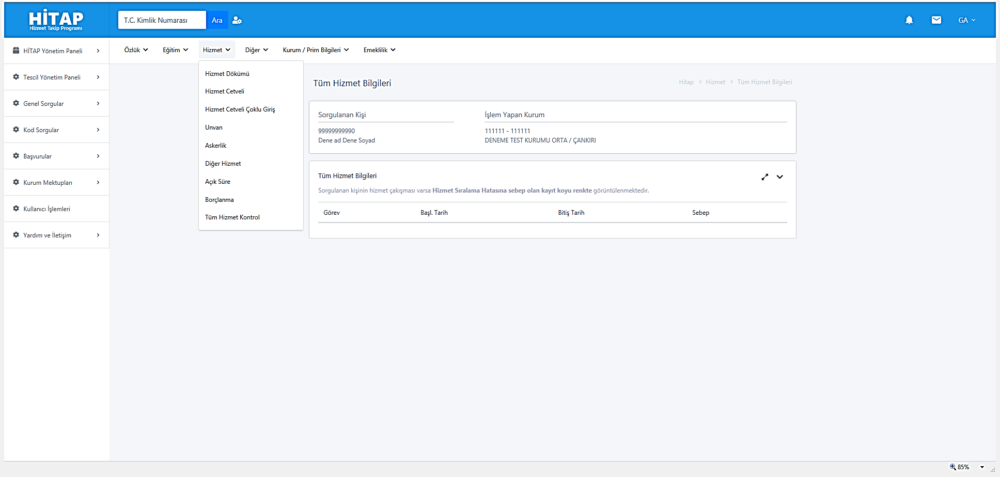 HİTAP
Hizmet Takip Programı
T.C. Kimlik Numarası
Ara
GA
HİTAP Yönetim Paneli
Tescil Yönetim Paneli
Genel Sorgular
Kod Sorgular
Başvurular
Kurum Mektupları
Kullanıcı İşlemleri
Yardım ve İletişim
Özlük
Eğitim
Hizmet
Diğer
Kurum / Prim Bilgileri
Emeklilik
Hizmet Dökümü
Hizmet Cetveli
Hizmet Cetveli Çoklu Giriş
Unvan
Askerlik
Diğer Hizmet
Açık Süre
Borçlanma
Tüm Hizmet Kontrol
Tüm Hizmet Bilgileri
Hitap > Hizmet > Tüm Hizmet Bilgileri
Sorgulanan Kişi
99999999990
Dene ad Dene Soyad
İşlem Yapan Kurum
111111 - 111111
DENEME TEST KURUMU ORTA / ÇANKIRI
Tüm Hizmet Bilgileri
Sorgulanan kişinin hizmet çakışması varsa Hizmet Sıralama Hatasına sebep olan kayıt koyu renkte görüntülenmektedir.
Görev Başl. Tarih Bitiş Tarih Sebep
85%